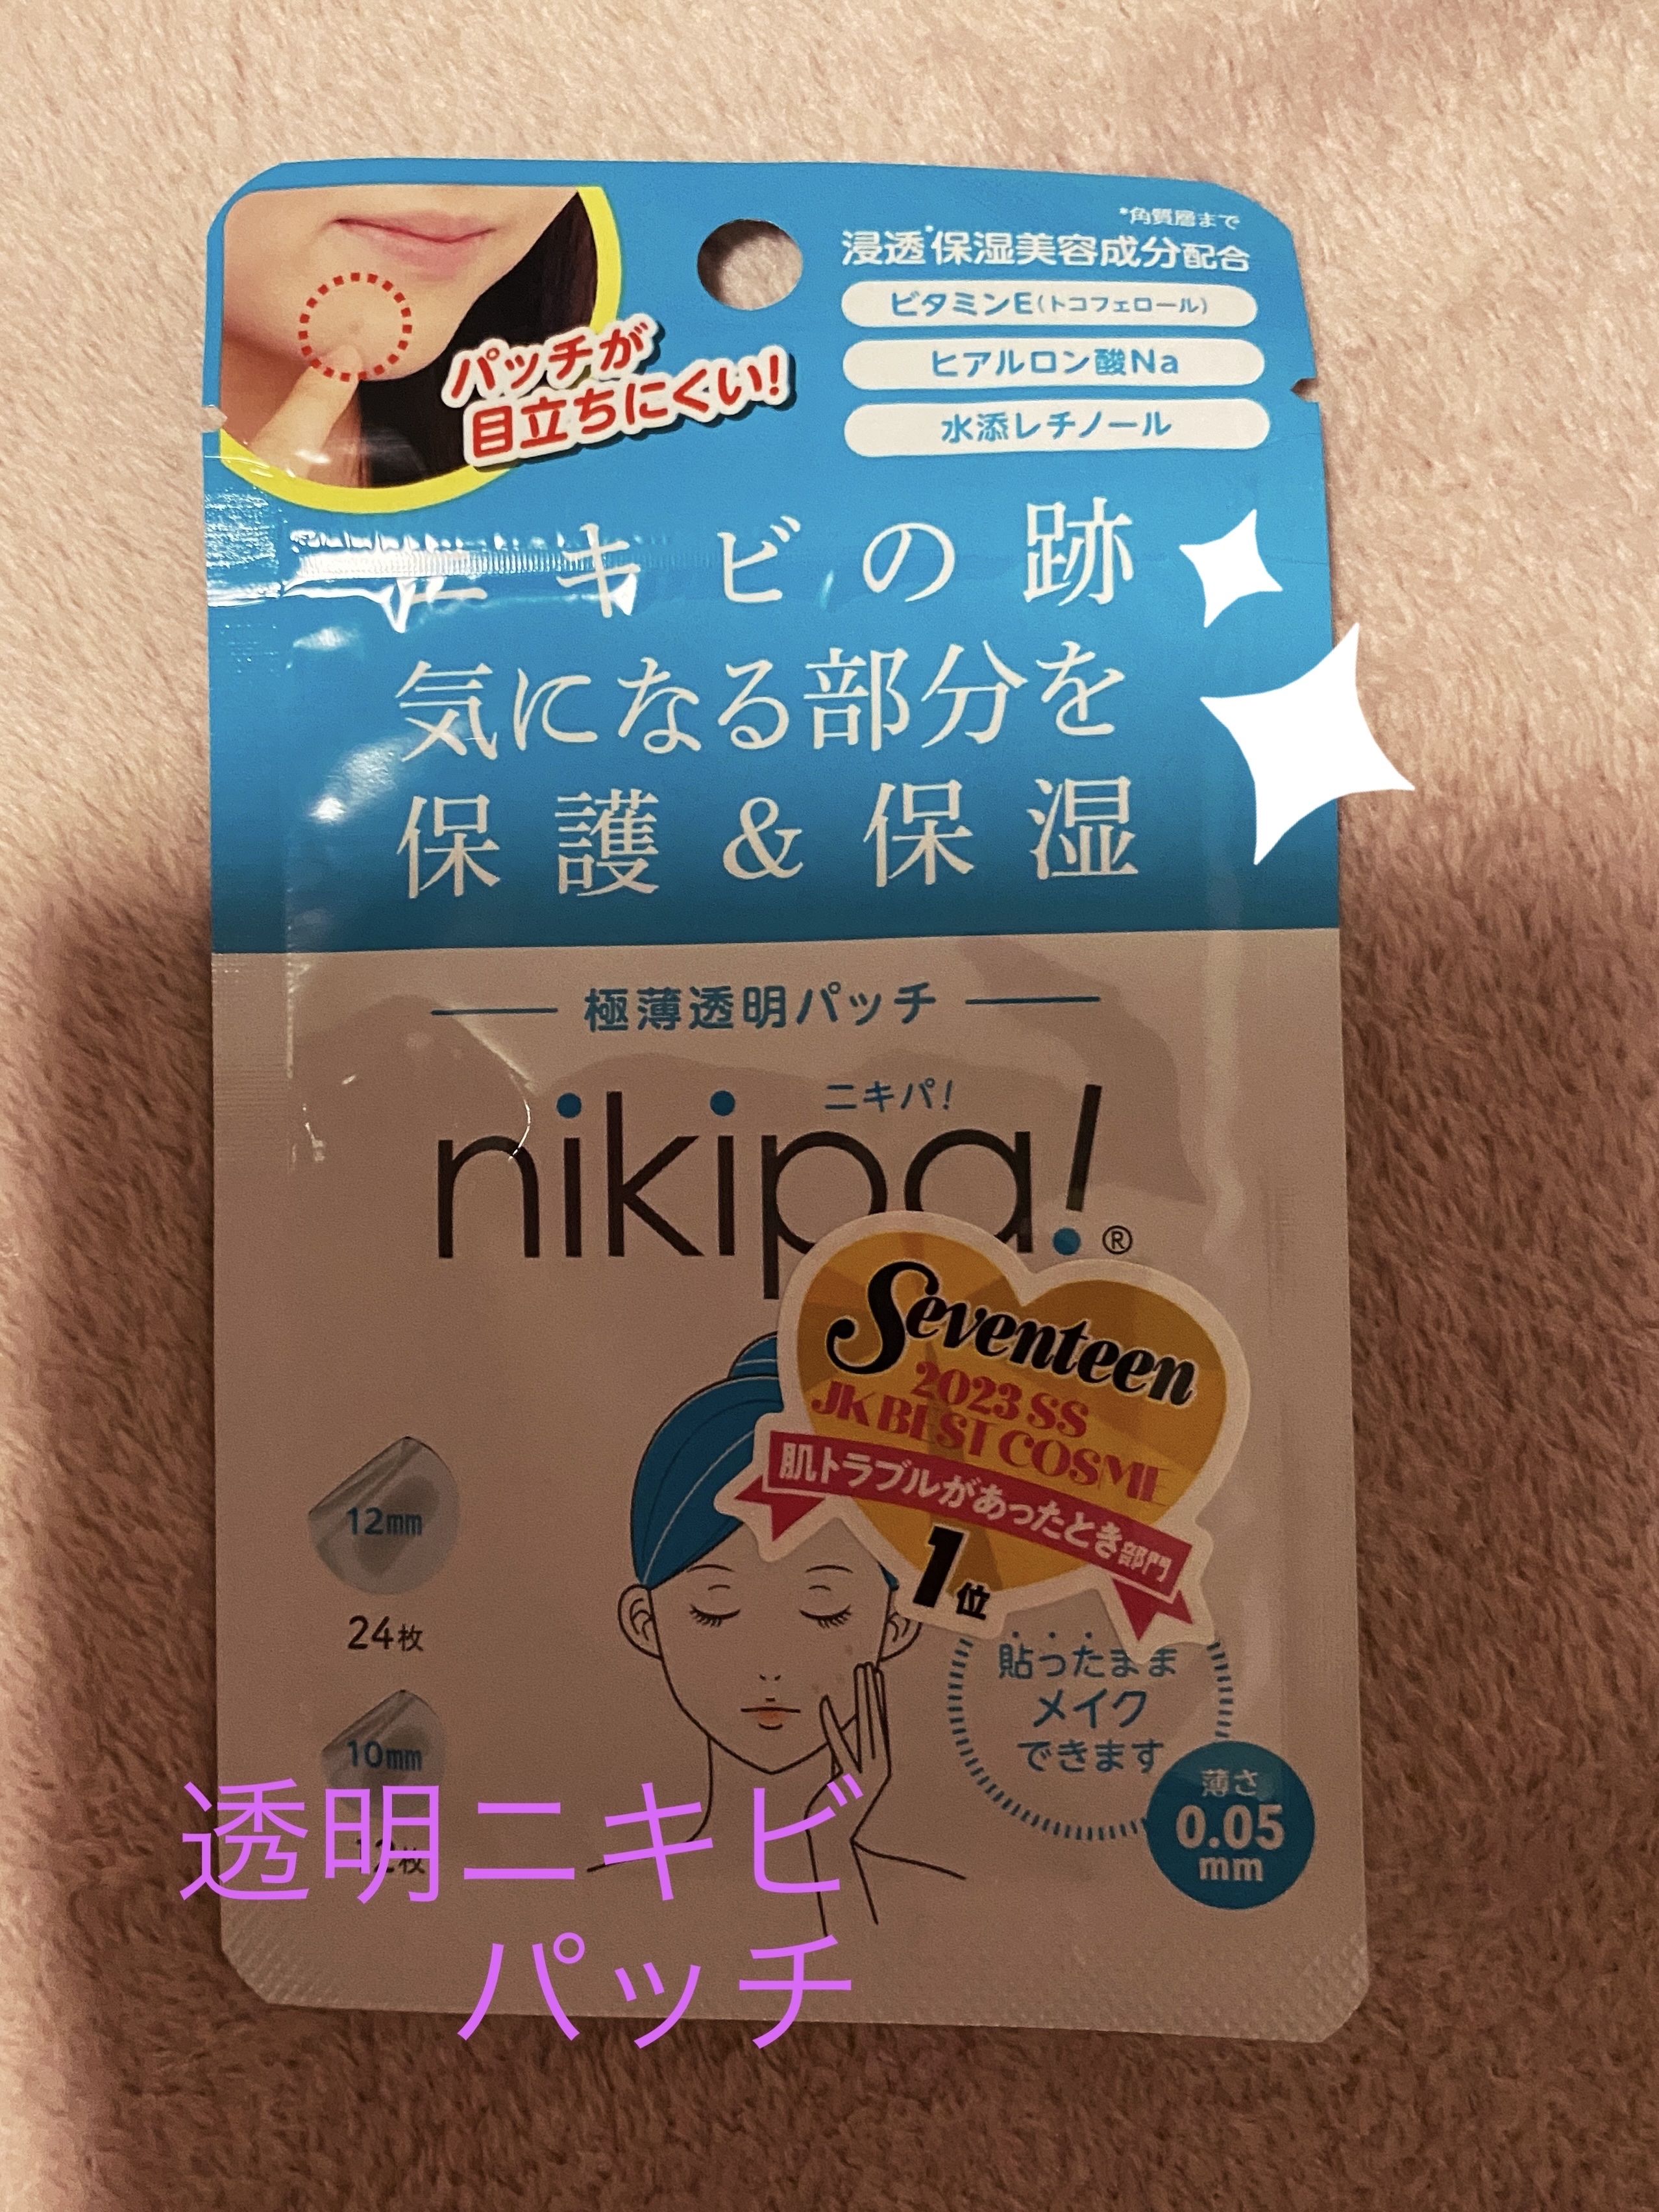 *角質層まで
浸透*保湿美容成分配合
ビタミンE(トコフェロール)
ヒアルロン酸Na
水添レチノール
パッチが
目立ちにくい!
ニキビの跡
気になる部分を
保護&保湿
極薄透明パッチ
ニキパ!
nikipa!®
Seventeen
2023 SS
JK BEST COSME
肌トラブルがあったとき部門
1位
12mm
24枚
10mm
12枚
貼ったまま
メイク
できます
薄さ
0.05
mm
透明ニキビ
パッチ